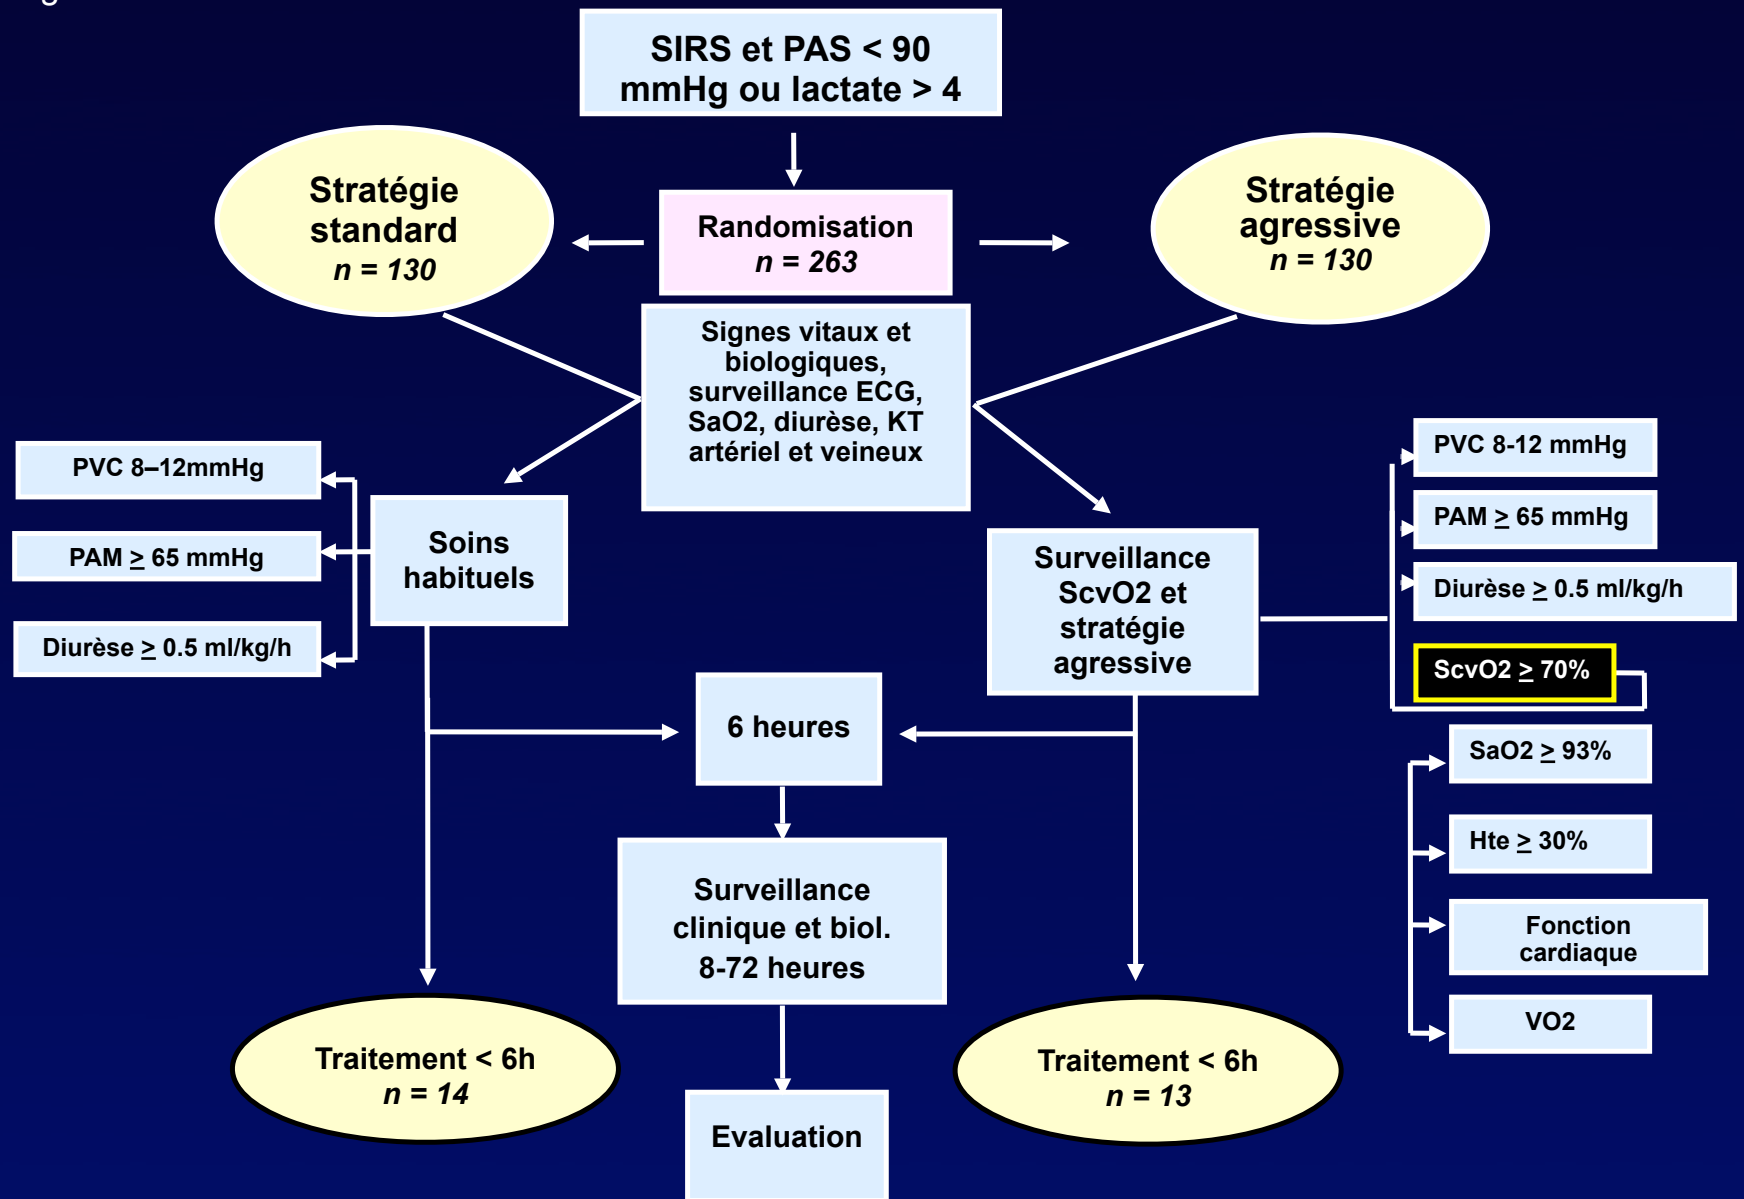 SIRS et PAS < 90
mmHg ou lactate > 4
Stratégie
standard
n = 130
Randomisation
n = 263
Stratégie
agressive
n = 130
Signes vitaux et
biologiques,
surveillance ECG,
SaO2, diurèse, KT
artériel et veineux
PVC 8–12mmHg
PAM ≥ 65 mmHg
Diurèse ≥ 0.5 ml/kg/h
Soins
habituels
Surveillance
ScvO2 et
stratégie
agressive
PVC 8-12 mmHg
PAM ≥ 65 mmHg
Diurèse ≥ 0.5 ml/kg/h
ScvO2 ≥ 70%
SaO2 ≥ 93%
Hte ≥ 30%
Fonction
cardiaque
VO2
6 heures
Surveillance
clinique et biol.
8-72 heures
Traitement < 6h
n = 14
Traitement < 6h
n = 13
Evaluation